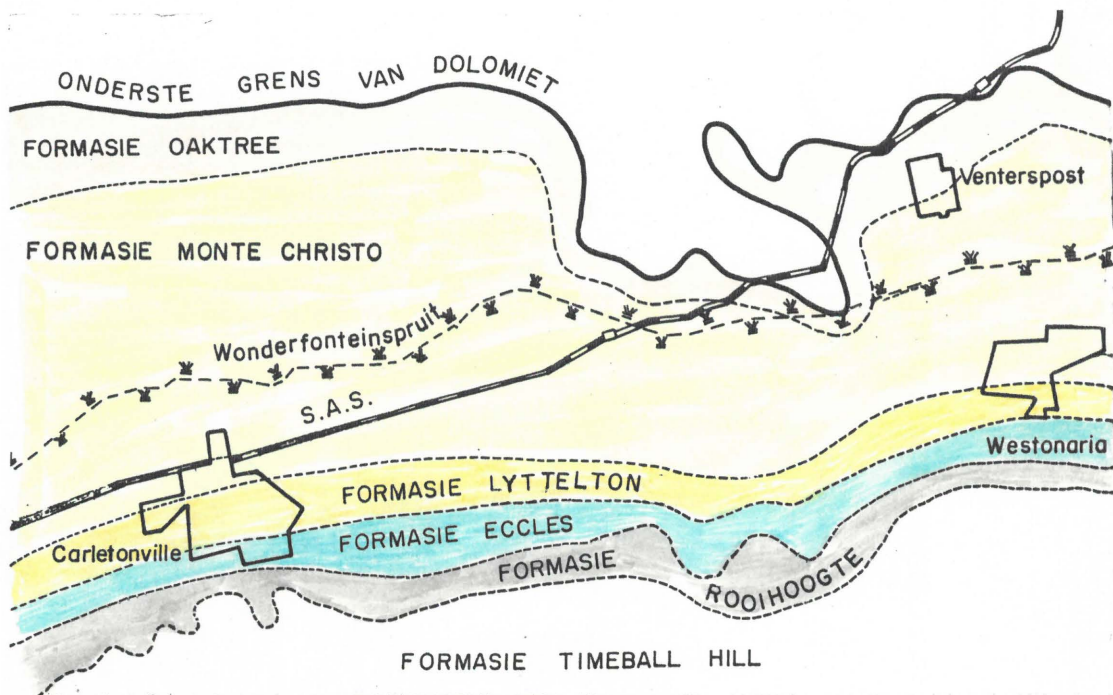 ONDERSTE GRENS VAN DOLOMIET
FORMASIE OAKTREE
Venterspost
FORMASIE MONTE CHRISTO
Wonderfonteinspruit
S.A.S.
Westonaria
FORMASIE LYTTELTON
FORMASIE ECCLES
Carletonville
FORMASIE ROOIHOOGTE
FORMASIE TIMEBALL HILL